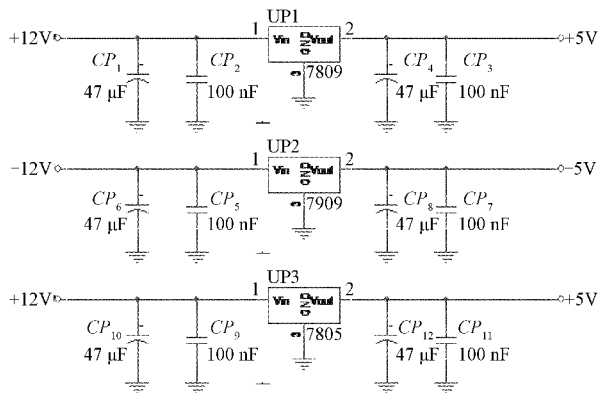 UP1
+12V 1 Vin GND Vout 2 +5V
CP1 CP2 3 7809 CP4 CP3
47 μF 100 nF 47 μF 100 nF
UP2
−12V 1 Vin GND Vout 2 −5V
CP6 CP5 3 7909 CP8 CP7
47 μF 100 nF 47 μF 100 nF
UP3
+12V 1 Vin GND Vout 2 +5V
CP10 CP9 3 7805 CP12 CP11
47 μF 100 nF 47 μF 100 nF